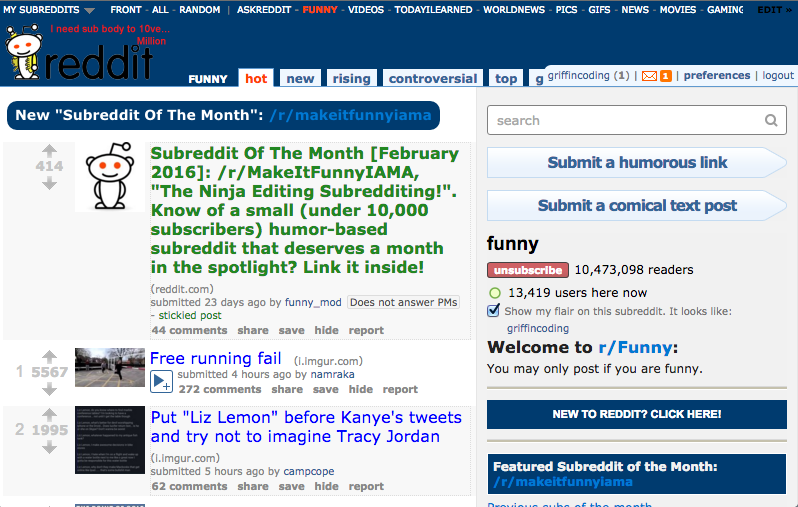 MY SUBREDDITS FRONT - ALL - RANDOM | ASKREDDIT - FUNNY - VIDEOS - TODAYILEARNED - WORLDNEWS - PICS - GIFS - NEWS - MOVIES - GAMING EDIT »
I need sub body to 10ve...
Million
reddit
FUNNY hot new rising controversial top g
griffincoding (1) | 1 | preferences | logout
New "Subreddit Of The Month": /r/makeitfunnyiama
414
Subreddit Of The Month [February
2016]: /r/MakeItFunnyIAMA,
"The Ninja Editing Subredditing!".
Know of a small (under 10,000
subscribers) humor-based
subreddit that deserves a month
in the spotlight? Link it inside!
(reddit.com)
submitted 23 days ago by funny_mod Does not answer PMs
- stickied post
44 comments share save hide report
1 5567
Free running fail (i.imgur.com)
submitted 4 hours ago by namraka
272 comments share save hide report
2 1995
Put "Liz Lemon" before Kanye's tweets
and try not to imagine Tracy Jordan
(i.imgur.com)
submitted 5 hours ago by campcope
62 comments share save hide report
search
Submit a humorous link
Submit a comical text post
funny
unsubscribe 10,473,098 readers
13,419 users here now
Show my flair on this subreddit. It looks like:
griffincoding
Welcome to r/Funny:
You may only post if you are funny.
NEW TO REDDIT? CLICK HERE!
Featured Subreddit of the Month:
/r/makeitfunnyiama
Previous subs of the month